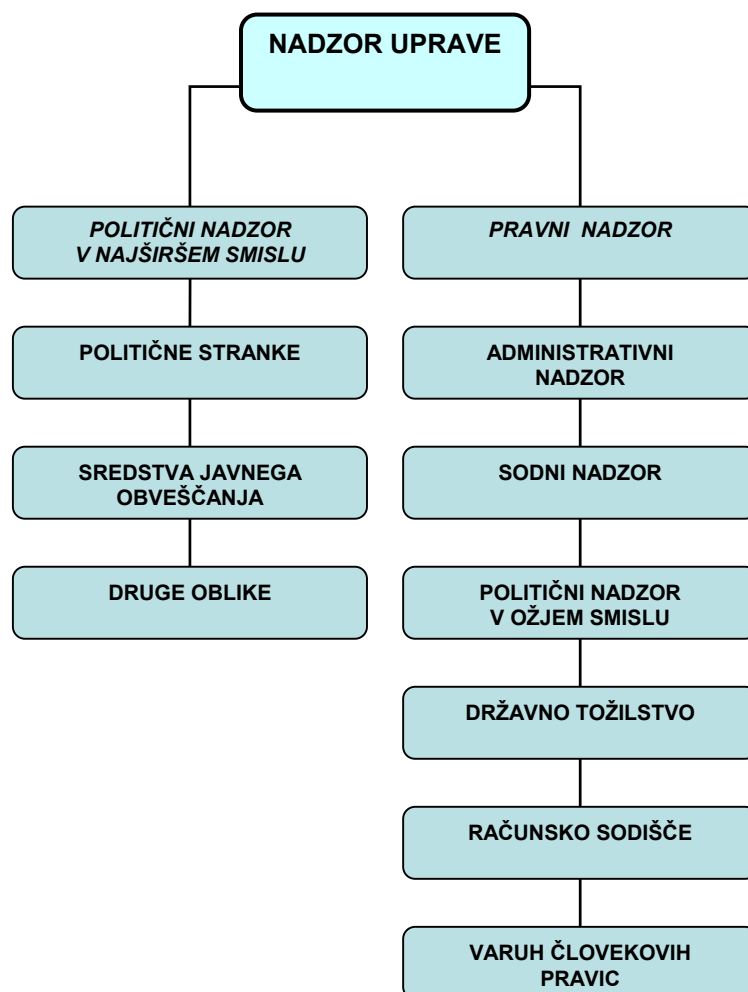 NADZOR UPRAVE
POLITIČNI NADZOR
V NAJŠIRŠEM SMISLU
POLITIČNE STRANKE
SREDSTVA JAVNEGA
OBVEŠČANJA
DRUGE OBLIKE
PRAVNI NADZOR
ADMINISTRATIVNI
NADZOR
SODNI NADZOR
POLITIČNI NADZOR
V OŽJEM SMISLU
DRŽAVNO TOŽILSTVO
RAČUNSKO SODIŠČE
VARUH ČLOVEKOVIH
PRAVIC